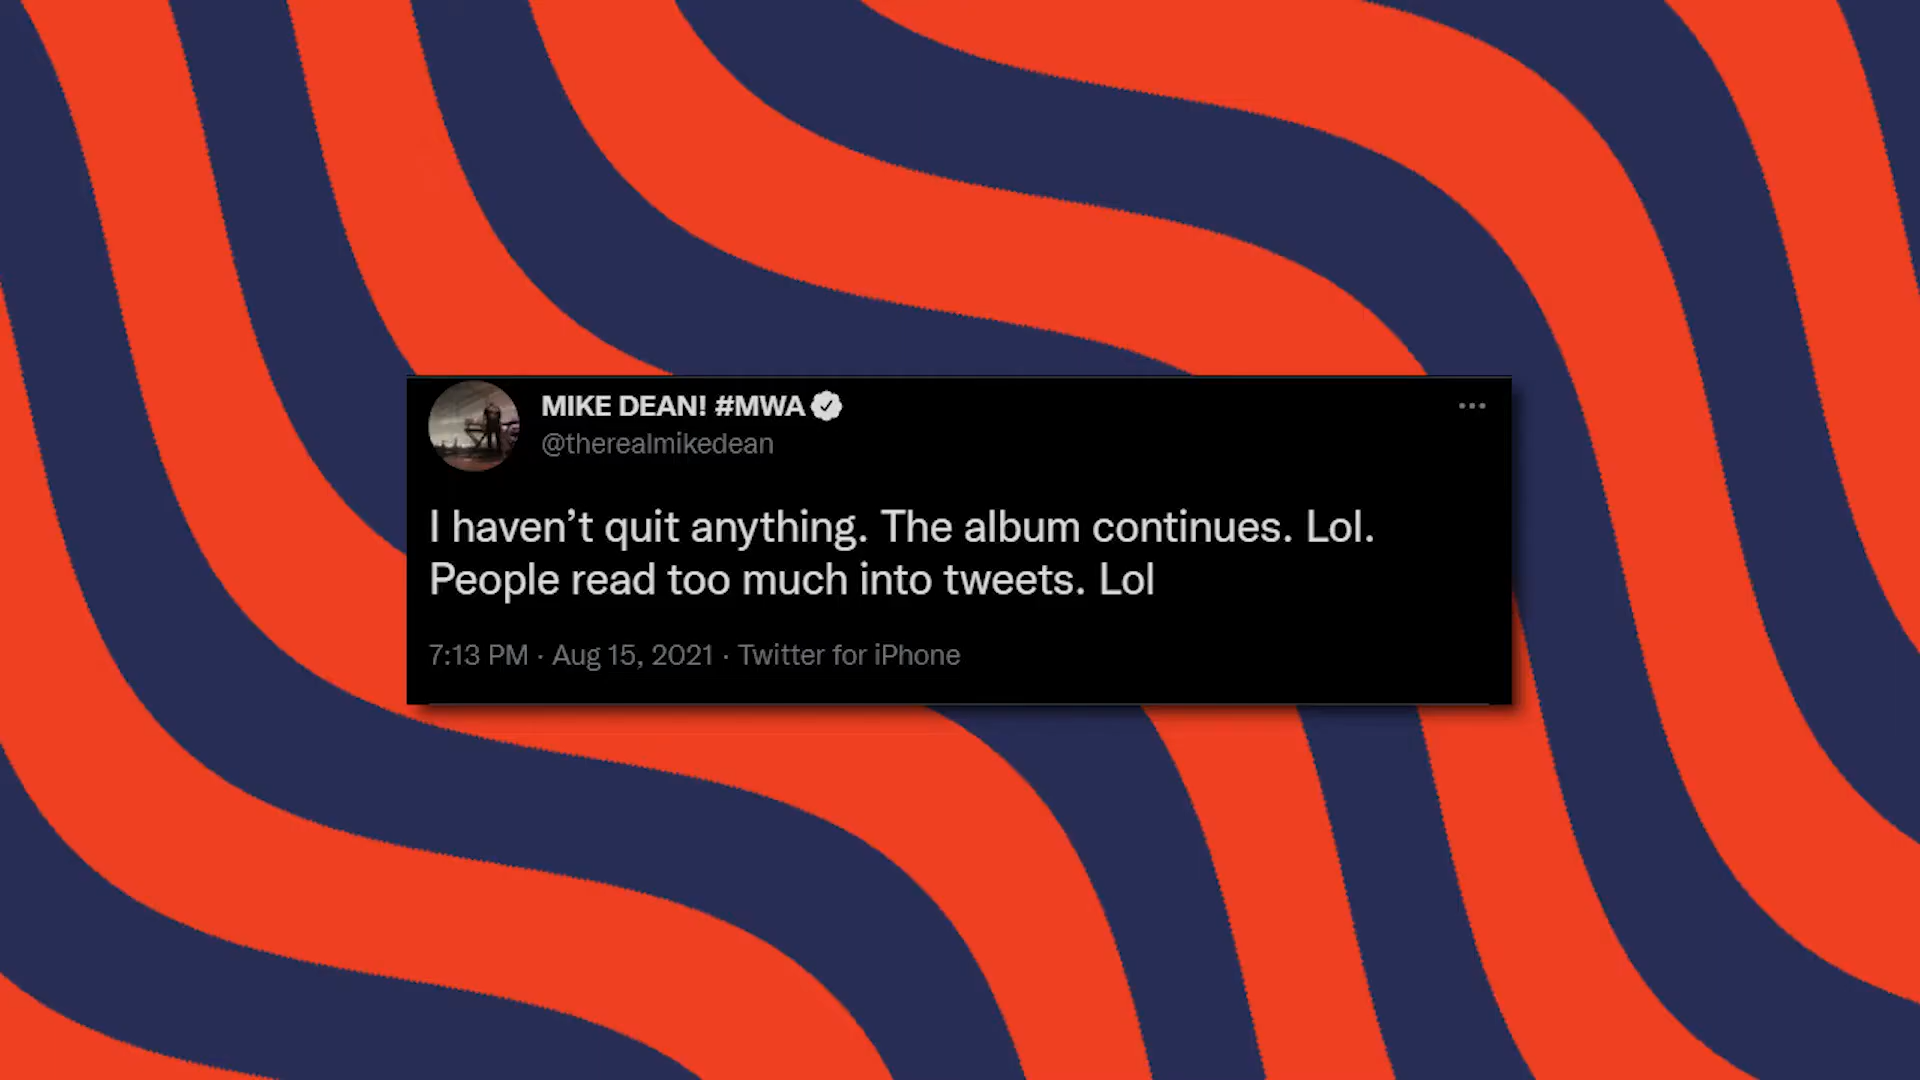 MIKE DEAN! #MWA
@therealmikedean
I haven’t quit anything. The album continues. Lol.
People read too much into tweets. Lol
7:13 PM · Aug 15, 2021 · Twitter for iPhone